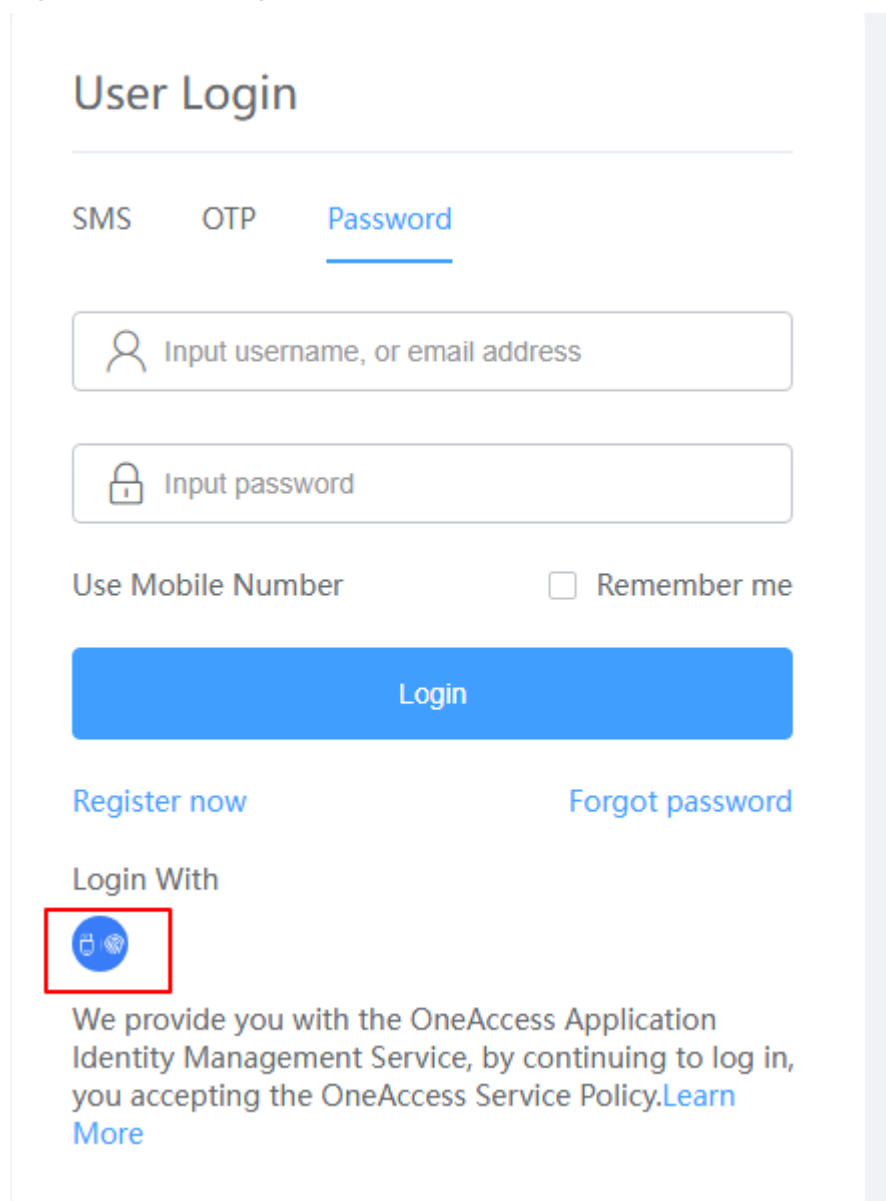 User Login
SMS OTP Password
Input username, or email address
Input password
Use Mobile Number Remember me
Login
Register now Forgot password
Login With
We provide you with the OneAccess Application
Identity Management Service, by continuing to log in,
you accepting the OneAccess Service Policy.Learn
More